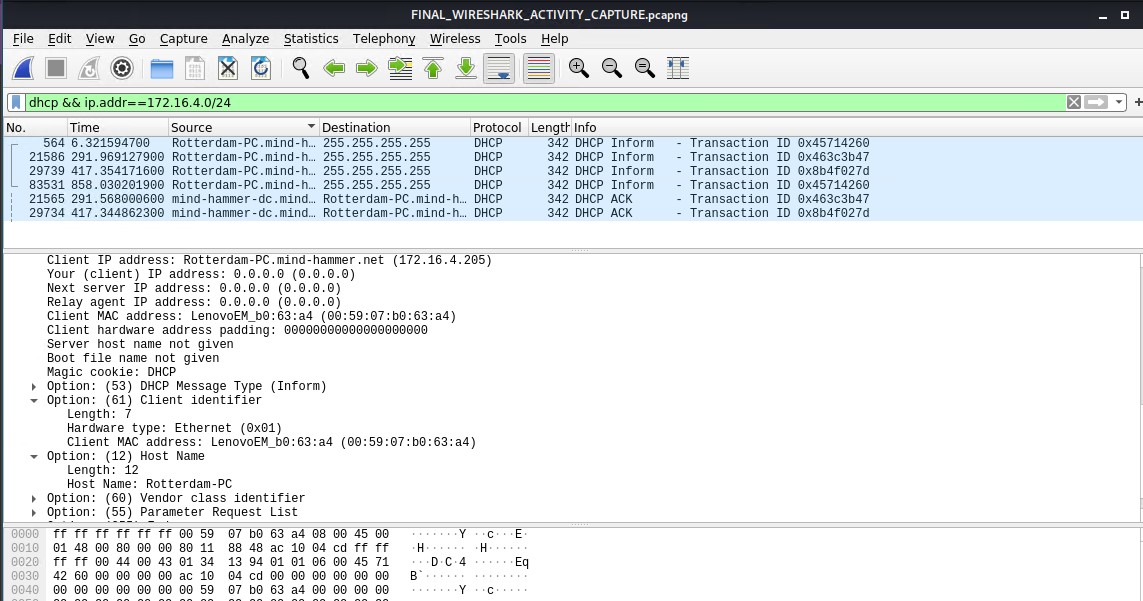 FINAL_WIRESHARK_ACTIVITY_CAPTURE.pcapng
File Edit View Go Capture Analyze Statistics Telephony Wireless Tools Help
dhcp && ip.addr==172.16.4.0/24
No. Time Source Destination Protocol Length Info
564 6.321594700 Rotterdam-PC.mind-h… 255.255.255.255 DHCP 342 DHCP Inform - Transaction ID 0x45714260
21586 291.969127900 Rotterdam-PC.mind-h… 255.255.255.255 DHCP 342 DHCP Inform - Transaction ID 0x463c3b47
29739 417.354171600 Rotterdam-PC.mind-h… 255.255.255.255 DHCP 342 DHCP Inform - Transaction ID 0x8b4f027d
83531 858.030201900 Rotterdam-PC.mind-h… 255.255.255.255 DHCP 342 DHCP Inform - Transaction ID 0x45714260
21565 291.568000600 mind-hammer-dc.mind… Rotterdam-PC.mind-h… DHCP 342 DHCP ACK - Transaction ID 0x463c3b47
29734 417.344862300 mind-hammer-dc.mind… Rotterdam-PC.mind-h… DHCP 342 DHCP ACK - Transaction ID 0x8b4f027d
Client IP address: Rotterdam-PC.mind-hammer.net (172.16.4.205)
Your (client) IP address: 0.0.0.0 (0.0.0.0)
Next server IP address: 0.0.0.0 (0.0.0.0)
Relay agent IP address: 0.0.0.0 (0.0.0.0)
Client MAC address: LenovoEM_b0:63:a4 (00:59:07:b0:63:a4)
Client hardware address padding: 00000000000000000000
Server host name not given
Boot file name not given
Magic cookie: DHCP
Option: (53) DHCP Message Type (Inform)
Option: (61) Client identifier
Length: 7
Hardware type: Ethernet (0x01)
Client MAC address: LenovoEM_b0:63:a4 (00:59:07:b0:63:a4)
Option: (12) Host Name
Length: 12
Host Name: Rotterdam-PC
Option: (60) Vendor class identifier
Option: (55) Parameter Request List
0000 ff ff ff ff ff ff 00 59 07 b0 63 a4 08 00 45 00 ·······Y ··c···E·
0010 01 48 00 80 00 00 80 11 88 48 ac 10 04 cd ff ff ·H······ ·H······
0020 ff ff 00 44 00 43 01 34 13 94 01 01 06 00 45 71 ···D·C·4 ······Eq
0030 42 60 00 00 00 00 ac 10 04 cd 00 00 00 00 00 00 B`······ ········
0040 00 00 00 00 00 59 07 b0 63 a4 00 00 00 00 00 00 ·······Y ··c·····